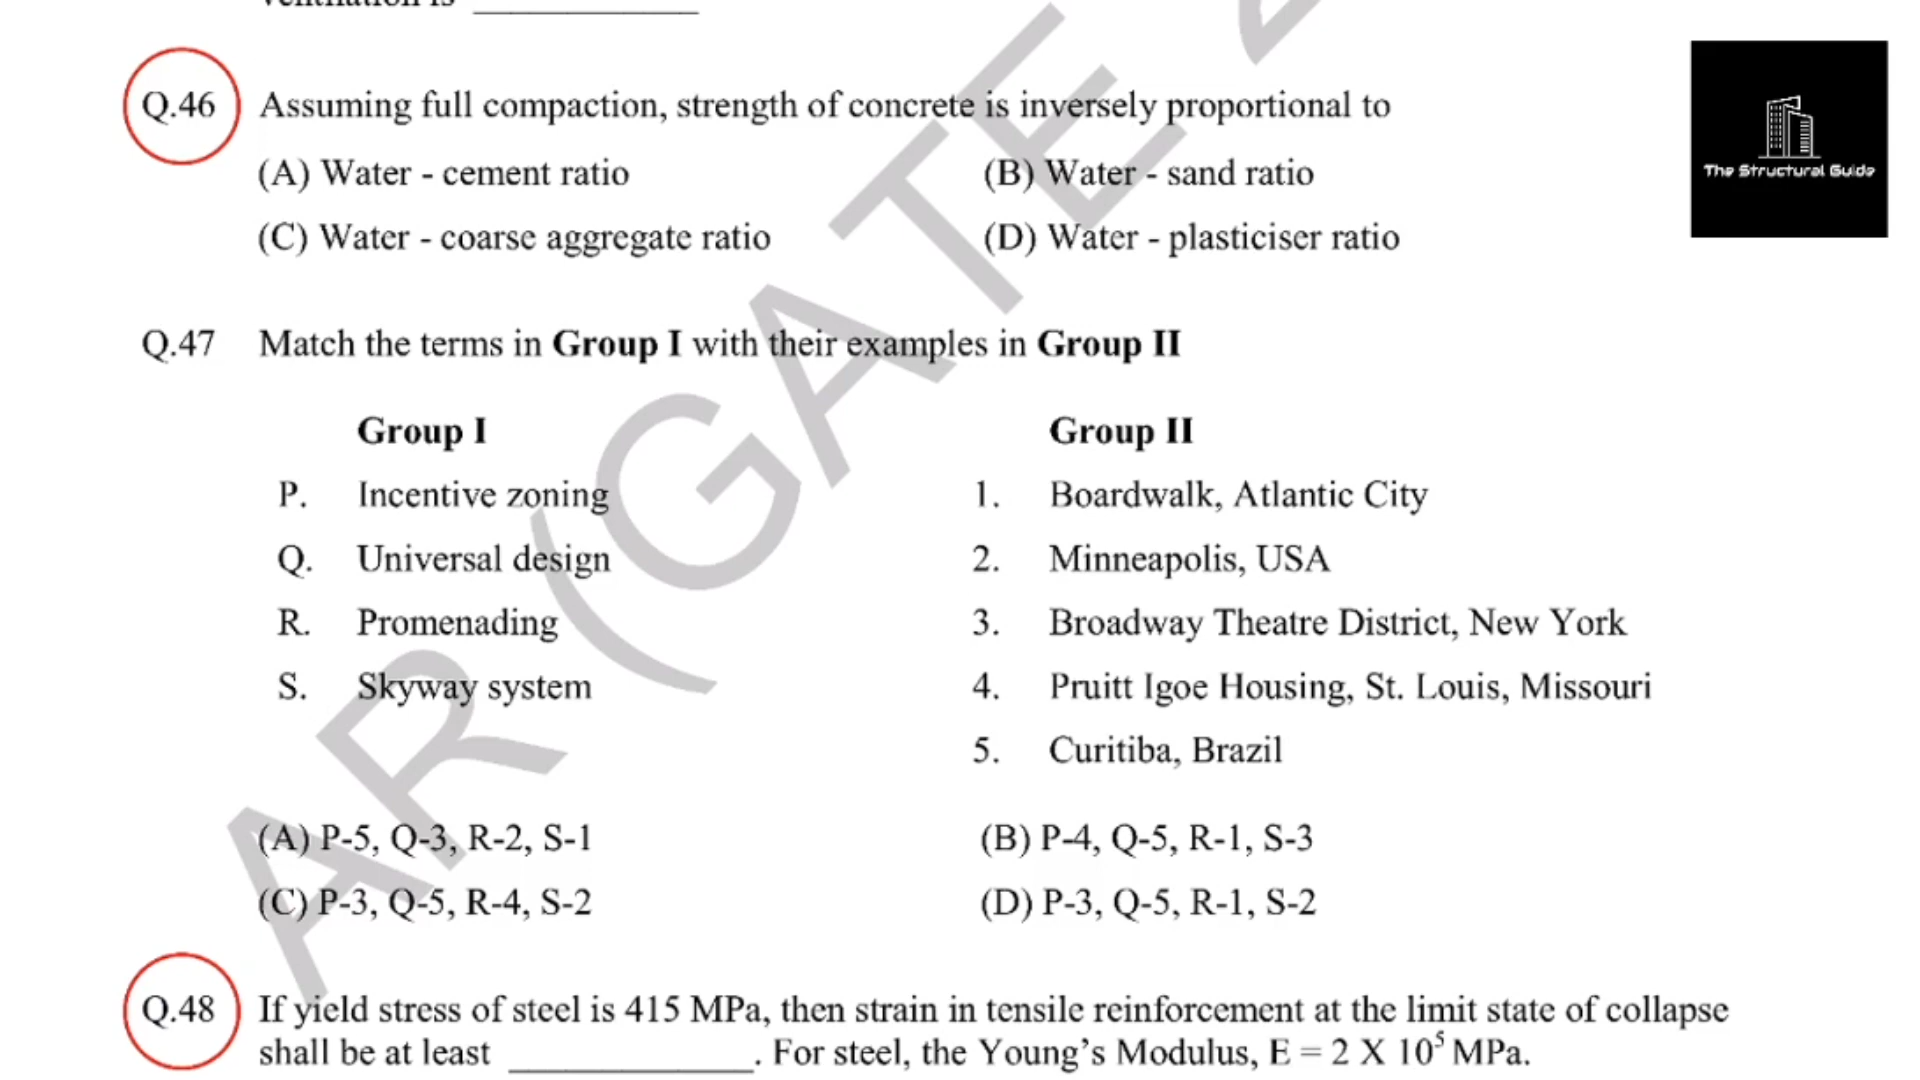 ventilation is ____________
Q.46 Assuming full compaction, strength of concrete is inversely proportional to
(A) Water - cement ratio (B) Water - sand ratio
(C) Water - coarse aggregate ratio (D) Water - plasticiser ratio
The Structural Guide
Q.47 Match the terms in Group I with their examples in Group II
Group I Group II
P. Incentive zoning 1. Boardwalk, Atlantic City
Q. Universal design 2. Minneapolis, USA
R. Promenading 3. Broadway Theatre District, New York
S. Skyway system 4. Pruitt Igoe Housing, St. Louis, Missouri
5. Curitiba, Brazil
(A) P-5, Q-3, R-2, S-1 (B) P-4, Q-5, R-1, S-3
(C) P-3, Q-5, R-4, S-2 (D) P-3, Q-5, R-1, S-2
Q.48 If yield stress of steel is 415 MPa, then strain in tensile reinforcement at the limit state of collapse
shall be at least _____________. For steel, the Young’s Modulus, E = 2 X 10⁵ MPa.
AR (GATE 2